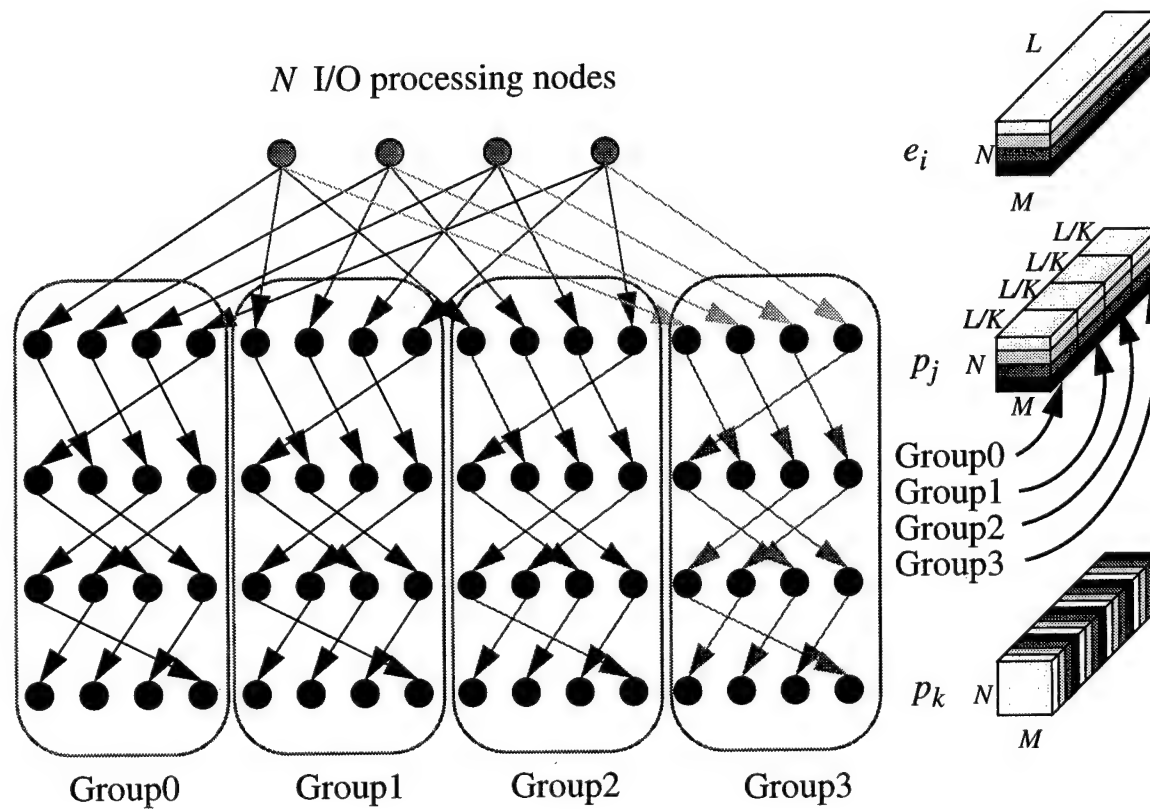 N I/O processing nodes
L
e_i
N
M
L/K
L/K
L/K
L/K
p_j
N
M
Group0
Group1
Group2
Group3
p_k
N
M
Group0 Group1 Group2 Group3